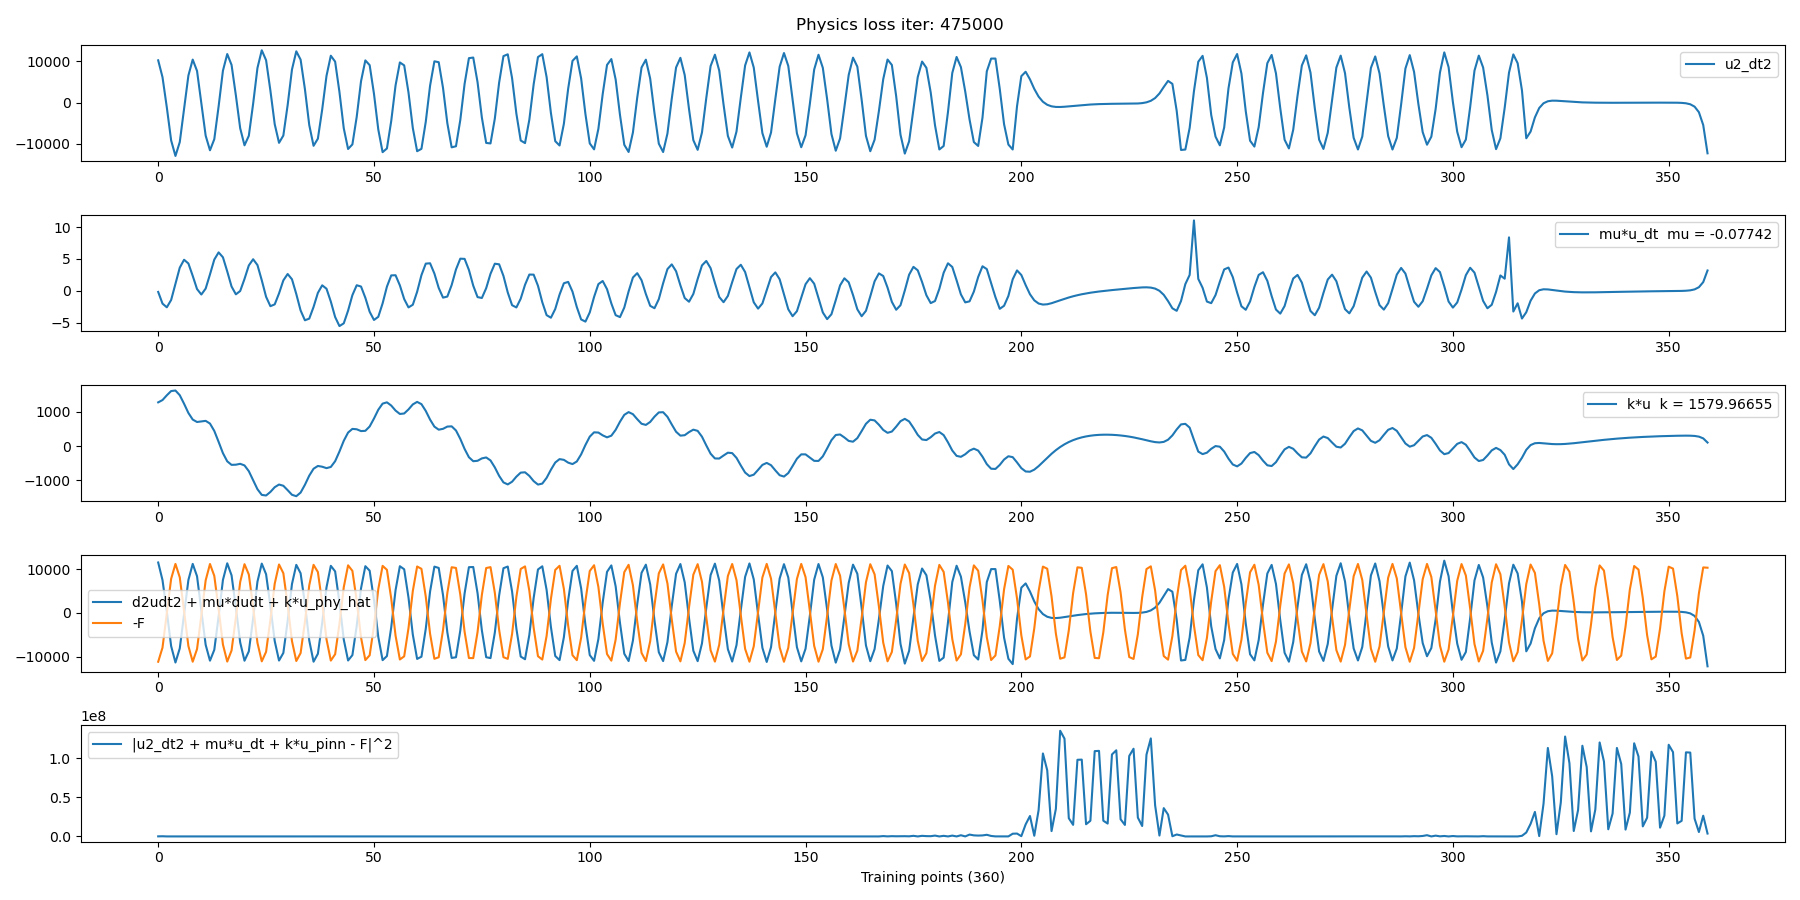 Physics loss iter: 475000
10000
0
−10000
u2_dt2
0 50 100 150 200 250 300 350
10
5
0
−5
mu*u_dt mu = -0.07742
0 50 100 150 200 250 300 350
1000
0
−1000
k*u k = 1579.96655
0 50 100 150 200 250 300 350
10000
0
−10000
d2udt2 + mu*dudt + k*u_phy_hat
-F
0 50 100 150 200 250 300 350
1e8
1.0
0.5
0.0
|u2_dt2 + mu*u_dt + k*u_pinn - F|^2
0 50 100 150 200 250 300 350
Training points (360)